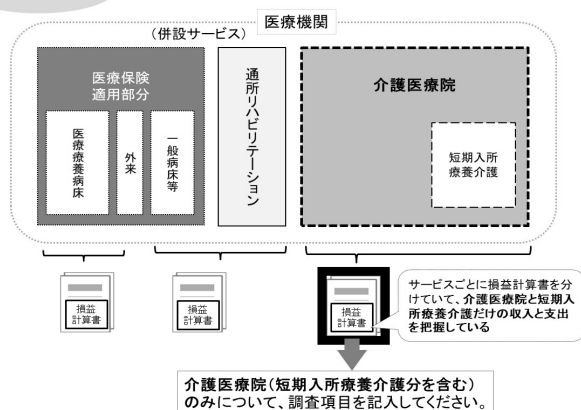 医療機関
（併設サービス）
医療保険
適用部分
医療療養病床
外来
一般病床等
通所リハビリテーション
介護医療院
短期入所
療養介護
損益
計算書
損益
計算書
損益
計算書
サービスごとに損益計算書を分
けていて、介護医療院と短期入
所療養介護だけの収入と支出
を把握している
介護医療院（短期入所療養介護分を含む）
のみについて、調査項目を記入してください。